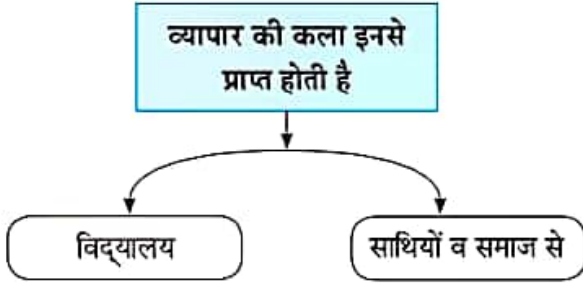 व्यापार की कला इनसे
प्राप्त होती है
विद्‌यालय
साथियों व समाज से